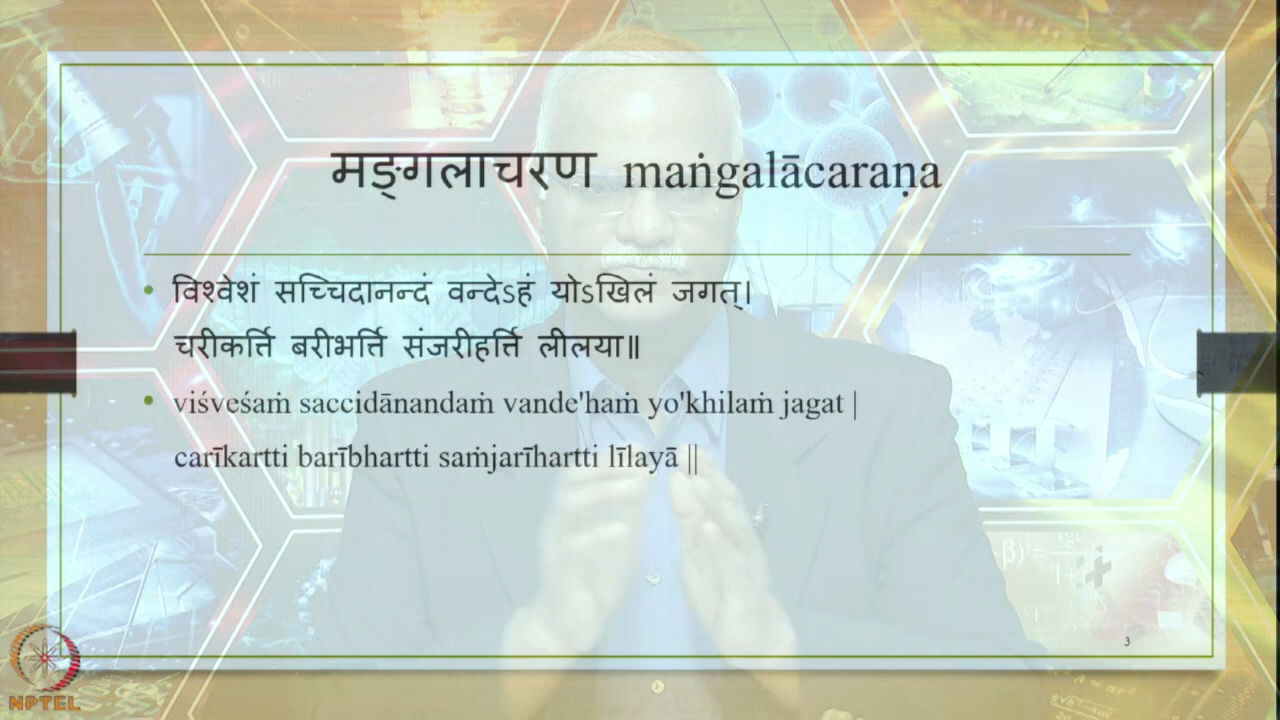 मङ्गलाचरण maṅgalācaraṇa
• विश्वेशं सच्चिदानन्दं वन्देऽहं योऽखिलं जगत्।
चरीकर्त्ति बरीभर्त्ति संजरीहर्त्ति लीलया॥
• viśveśaṁ saccidānandaṁ vande'haṁ yo'khilaṁ jagat |
carīkartti barībhartti saṁjarīhartti līlayā ||
3
NPTEL